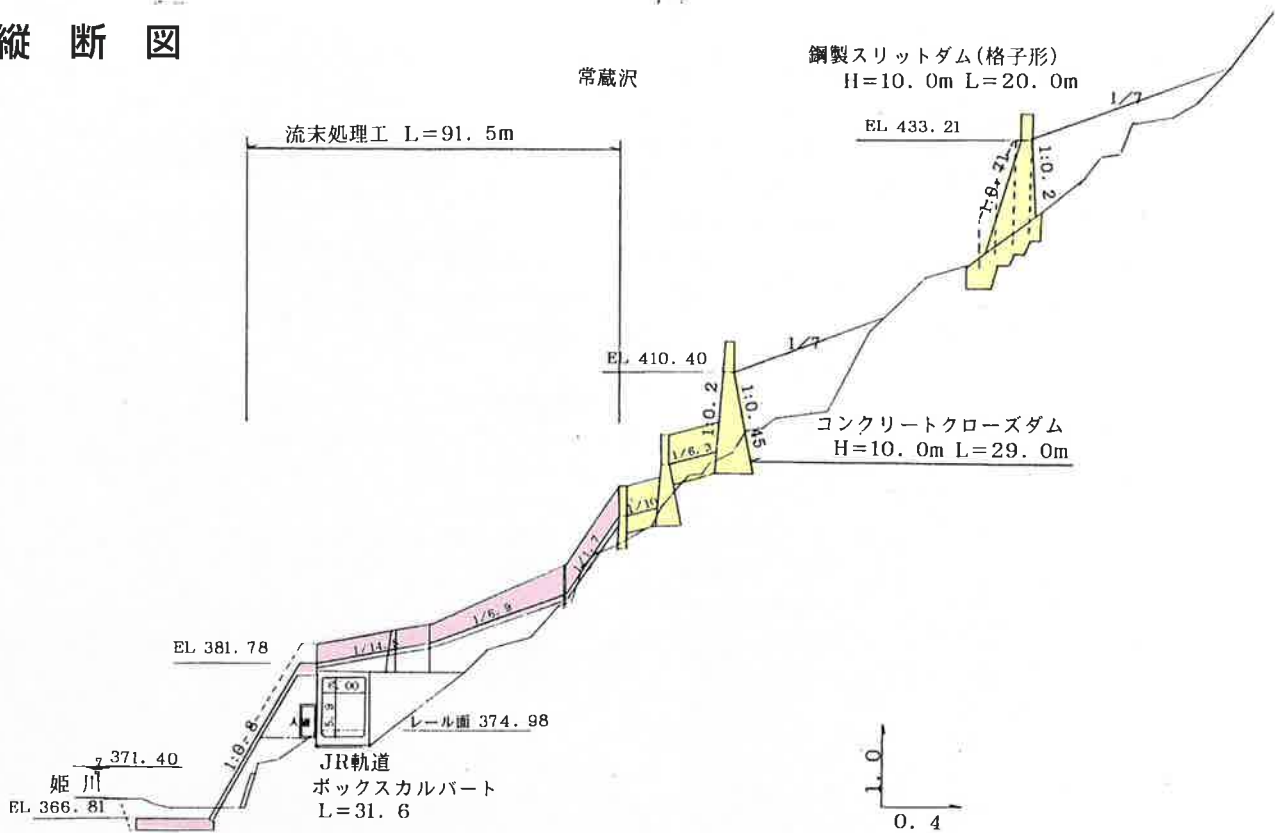 縦 断 図
常蔵沢
鋼製スリットダム(格子形)
H=10.0m L=20.0m
流末処理工 L=91.5m
EL 433.21
1/7
1:0.2
EL 410.40
1/7
1:0.2
1:0.45
コンクリートクローズダム
H=10.0m L=29.0m
1/6.3
1/10
1/1.7
EL 381.78
レール面 374.98
1:0.8
371.40
姫川
EL 366.81
JR軌道
ボックスカルバート
L=31.6
1.0
0.4